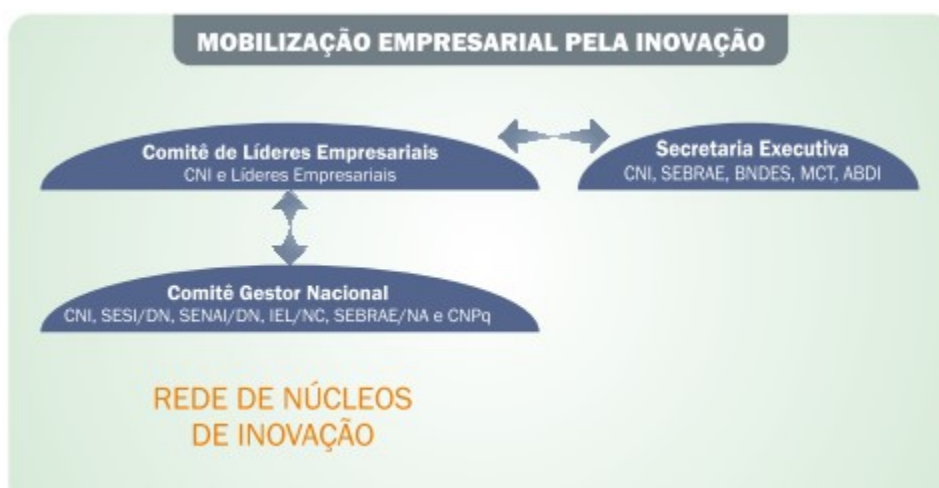 MOBILIZAÇÃO EMPRESARIAL PELA INOVAÇÃO
Comitê de Líderes Empresariais
CNI e Líderes Empresariais
Secretaria Executiva
CNI, SEBRAE, BNDES, MCT, ABDI
Comitê Gestor Nacional
CNI, SESI/DN, SENAI/DN, IEL/NC, SEBRAE/NA e CNPq
REDE DE NÚCLEOS
DE INOVAÇÃO